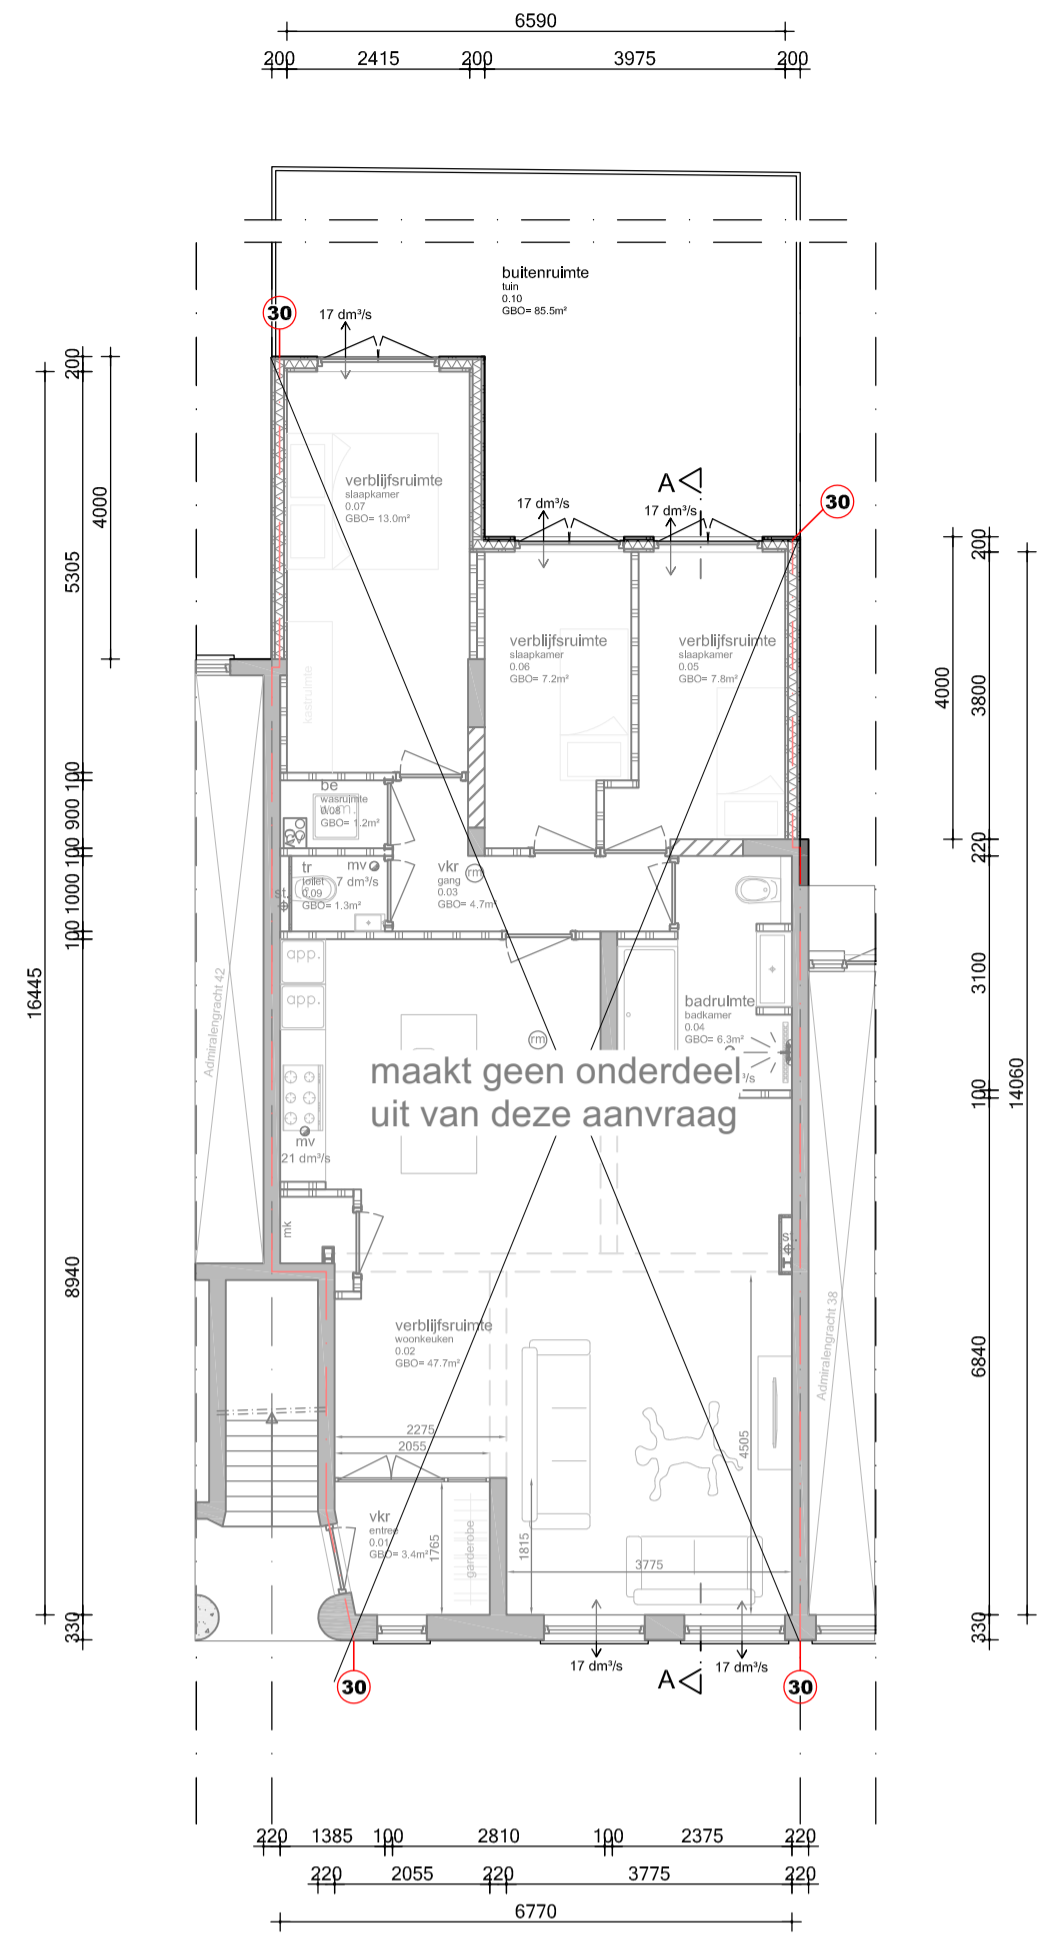 6590
200 2415 200 3975 200
buitenruimte
tuin
0.10
GBO= 85.5m²
30
17 dm³/s
200
4000
5305
verblijfsruimte
slaapkamer
0.07
GBO= 13.0m²
A
17 dm³/s
17 dm³/s
30
200
verblijfsruimte
slaapkamer
0.06
GBO= 7.2m²
verblijfsruimte
slaapkamer
0.05
GBO= 7.8m²
kastruimte
4000
3800
100
900
100
1000
100
be
wasruimte
0.08
GBO= 1.2m²
w.m.
tr
toilet
0.09
GBO= 1.3m²
mv
7 dm³/s
st.
vkr
gang
0.03
GBO= 4.7m²
rm
220
16445
Admiralengracht 42
app.
app.
rm
badruimte
badkamer
0.04
GBO= 6.3m²
³/s
3100
100
14060
maakt geen onderdeel
uit van deze aanvraag
mv
21 dm³/s
mk
st.
8940
6840
Admiralengracht 38
verblijfsruimte
woonkeuken
0.02
GBO= 47.7m²
2275
2055
4505
vkr
entree
0.01
GBO= 3.4m²
1765
garderobe
1815
3775
330
330
17 dm³/s
17 dm³/s
A
30
30
220 1385 100 2810 100 2375 220
220 2055 220 3775 220
6770